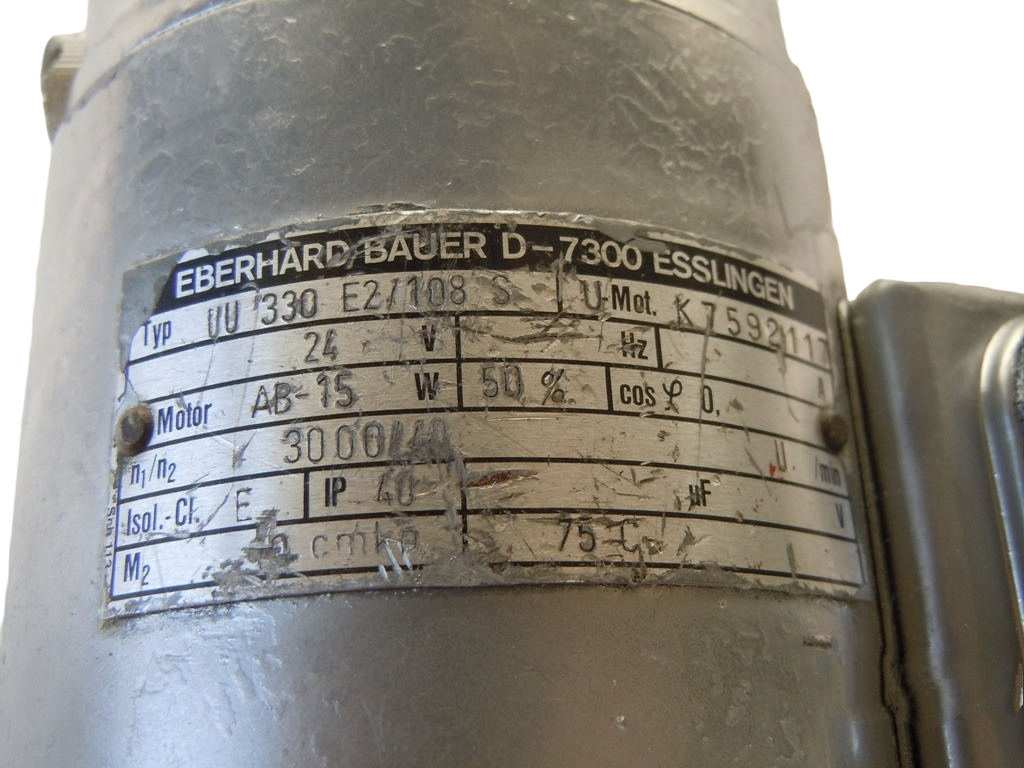 EBERHARD BAUER D-7300 ESSLINGEN
Typ UU 330 E2/108 S U-Mot. K7592117
24 V Hz A
Motor AB-15 W 50 % cos φ 0,
n1/n2 3000/40 U. /min
Isol.-Cl. E IP 40 µF V
M2 cmkp 75 C